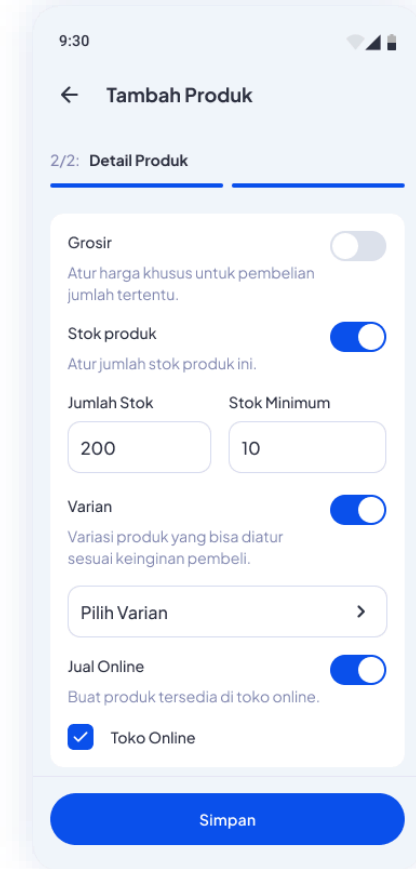 9:30
Tambah Produk
2/2: Detail Produk
Grosir
Atur harga khusus untuk pembelian
jumlah tertentu.
Stok produk
Atur jumlah stok produk ini.
Jumlah Stok Stok Minimum
200 10
Varian
Variasi produk yang bisa diatur
sesuai keinginan pembeli.
Pilih Varian
Jual Online
Buat produk tersedia di toko online.
Toko Online
Simpan